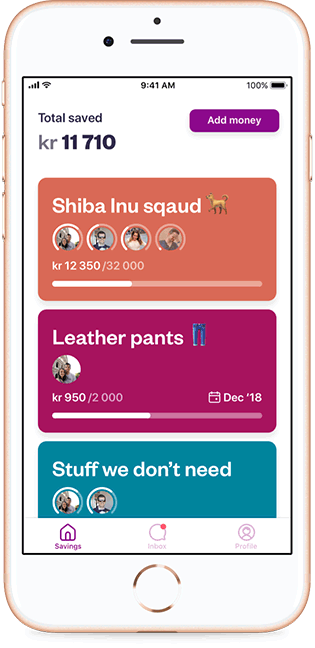 9:41 AM 100%
Total saved
Add money
kr 11 710
Shiba Inu sqaud
kr 12 350 /32 000
Leather pants
kr 950 /2 000 Dec '18
Stuff we don't need
Savings Inbox Profile